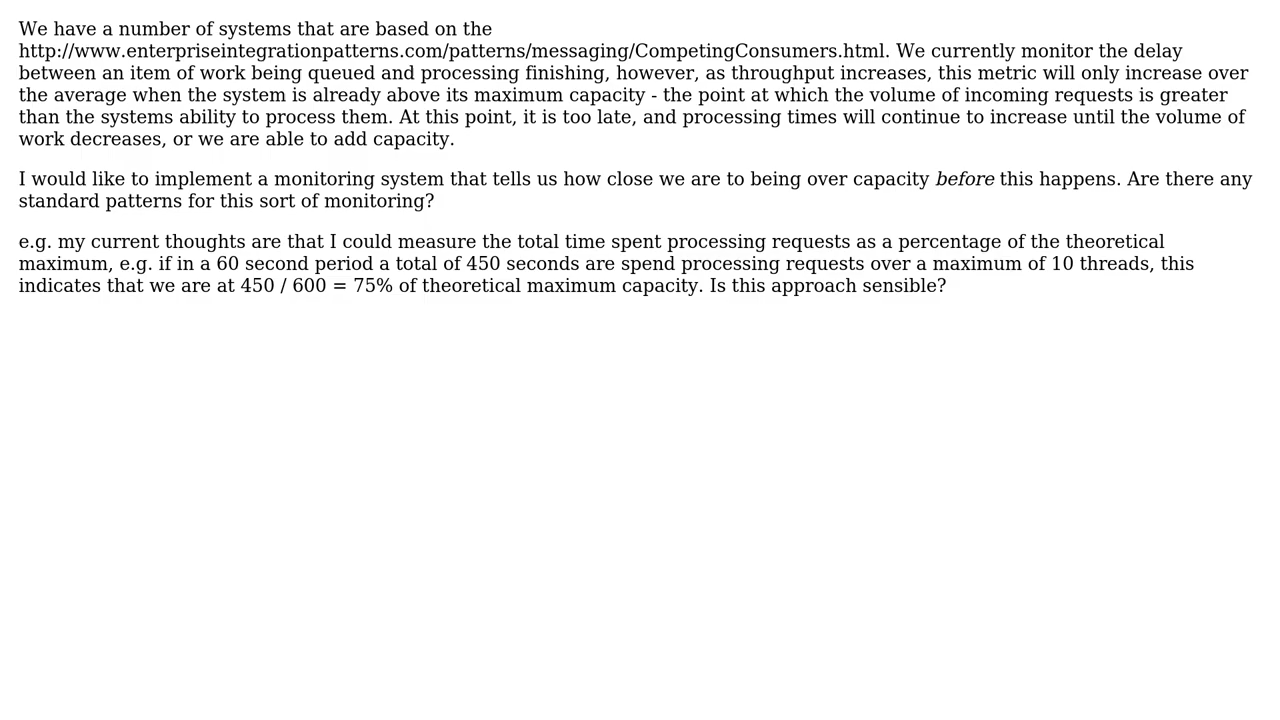 We have a number of systems that are based on the
http://www.enterpriseintegrationpatterns.com/patterns/messaging/CompetingConsumers.html. We currently monitor the delay
between an item of work being queued and processing finishing, however, as throughput increases, this metric will only increase over
the average when the system is already above its maximum capacity - the point at which the volume of incoming requests is greater
than the systems ability to process them. At this point, it is too late, and processing times will continue to increase until the volume of
work decreases, or we are able to add capacity.
I would like to implement a monitoring system that tells us how close we are to being over capacity before this happens. Are there any
standard patterns for this sort of monitoring?
e.g. my current thoughts are that I could measure the total time spent processing requests as a percentage of the theoretical
maximum, e.g. if in a 60 second period a total of 450 seconds are spend processing requests over a maximum of 10 threads, this
indicates that we are at 450 / 600 = 75% of theoretical maximum capacity. Is this approach sensible?